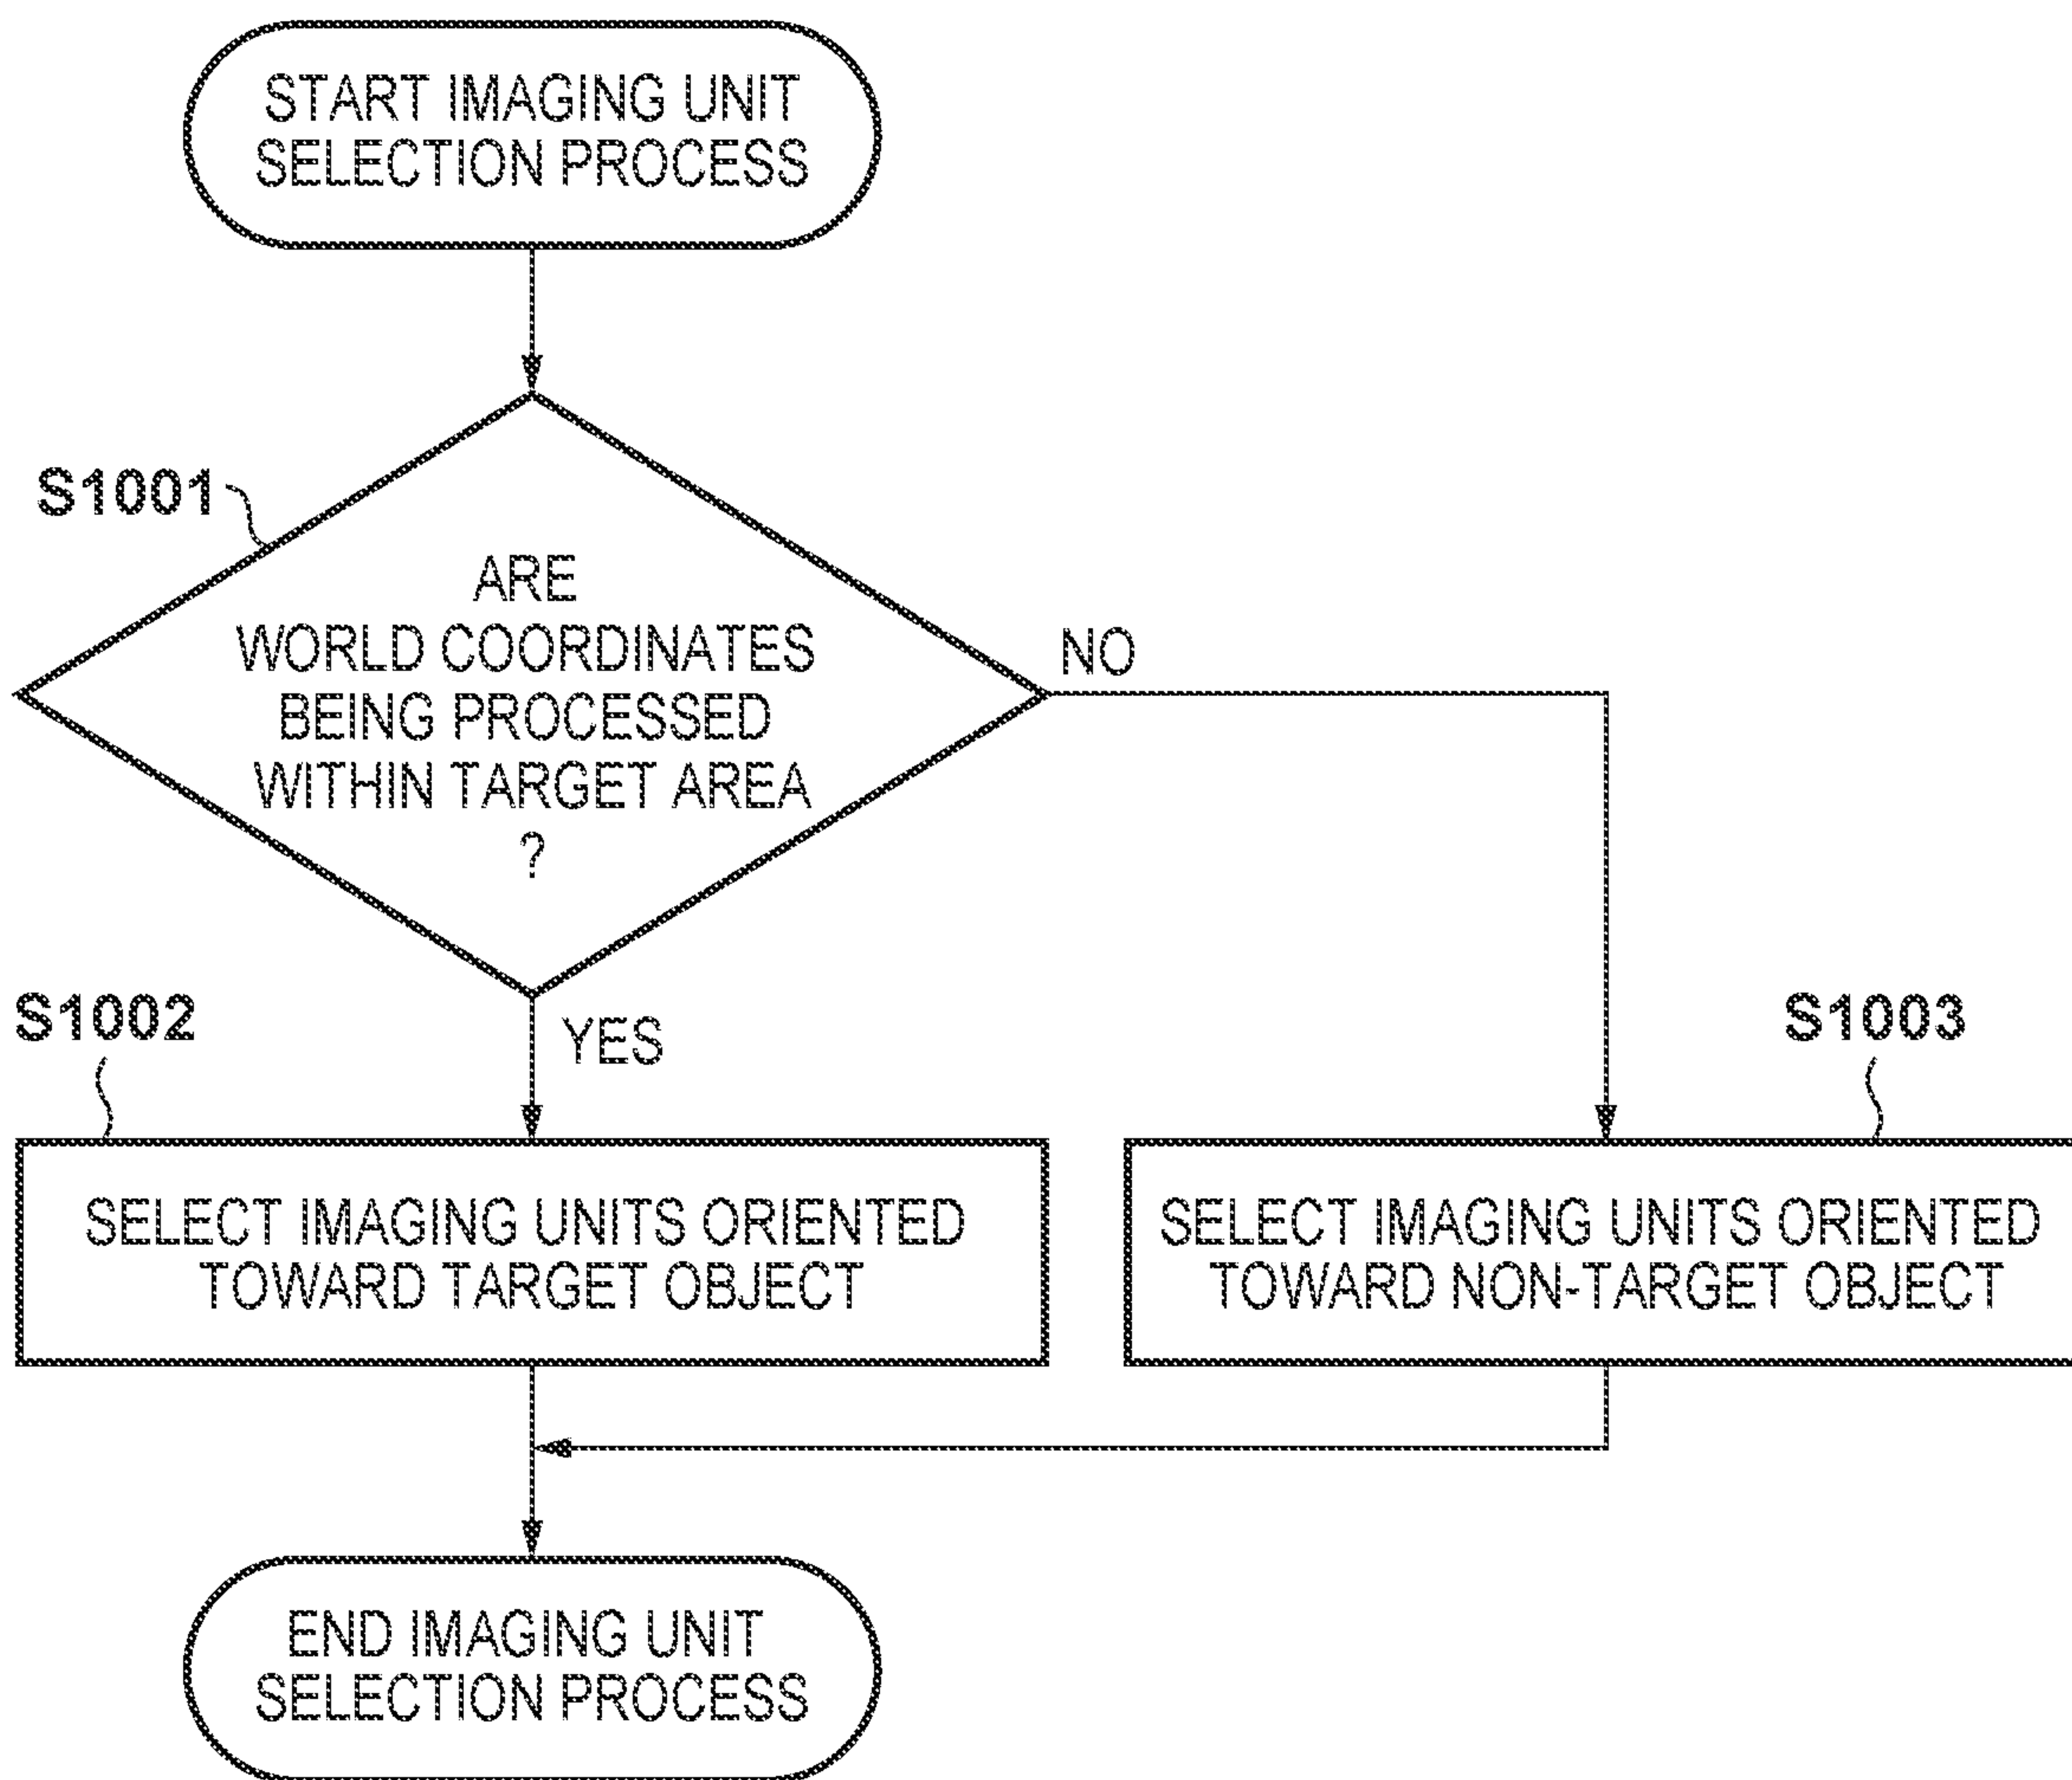 START IMAGING UNIT
SELECTION PROCESS
S1001
ARE
WORLD COORDINATES
BEING PROCESSED
WITHIN TARGET AREA
?
NO
YES
S1002
SELECT IMAGING UNITS ORIENTED
TOWARD TARGET OBJECT
S1003
SELECT IMAGING UNITS ORIENTED
TOWARD NON-TARGET OBJECT
END IMAGING UNIT
SELECTION PROCESS